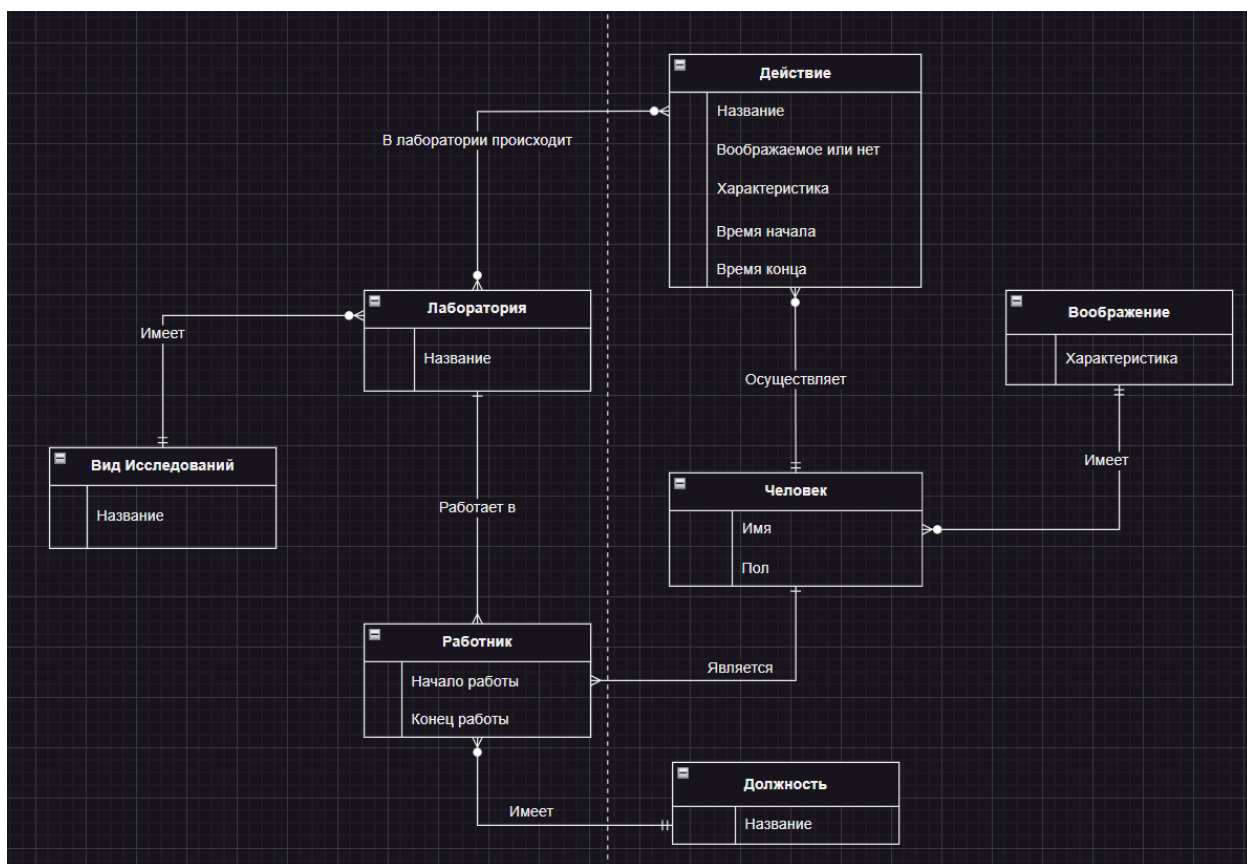 Действие
Название
В лаборатории происходит
Воображаемое или нет
Характеристика
Время начала
Время конца
Лаборатория
Название
Воображение
Характеристика
Имеет
Осуществляет
Вид Исследований
Название
Имеет
Человек
Имя
Пол
Работает в
Работник
Начало работы
Конец работы
Является
Имеет
Должность
Название